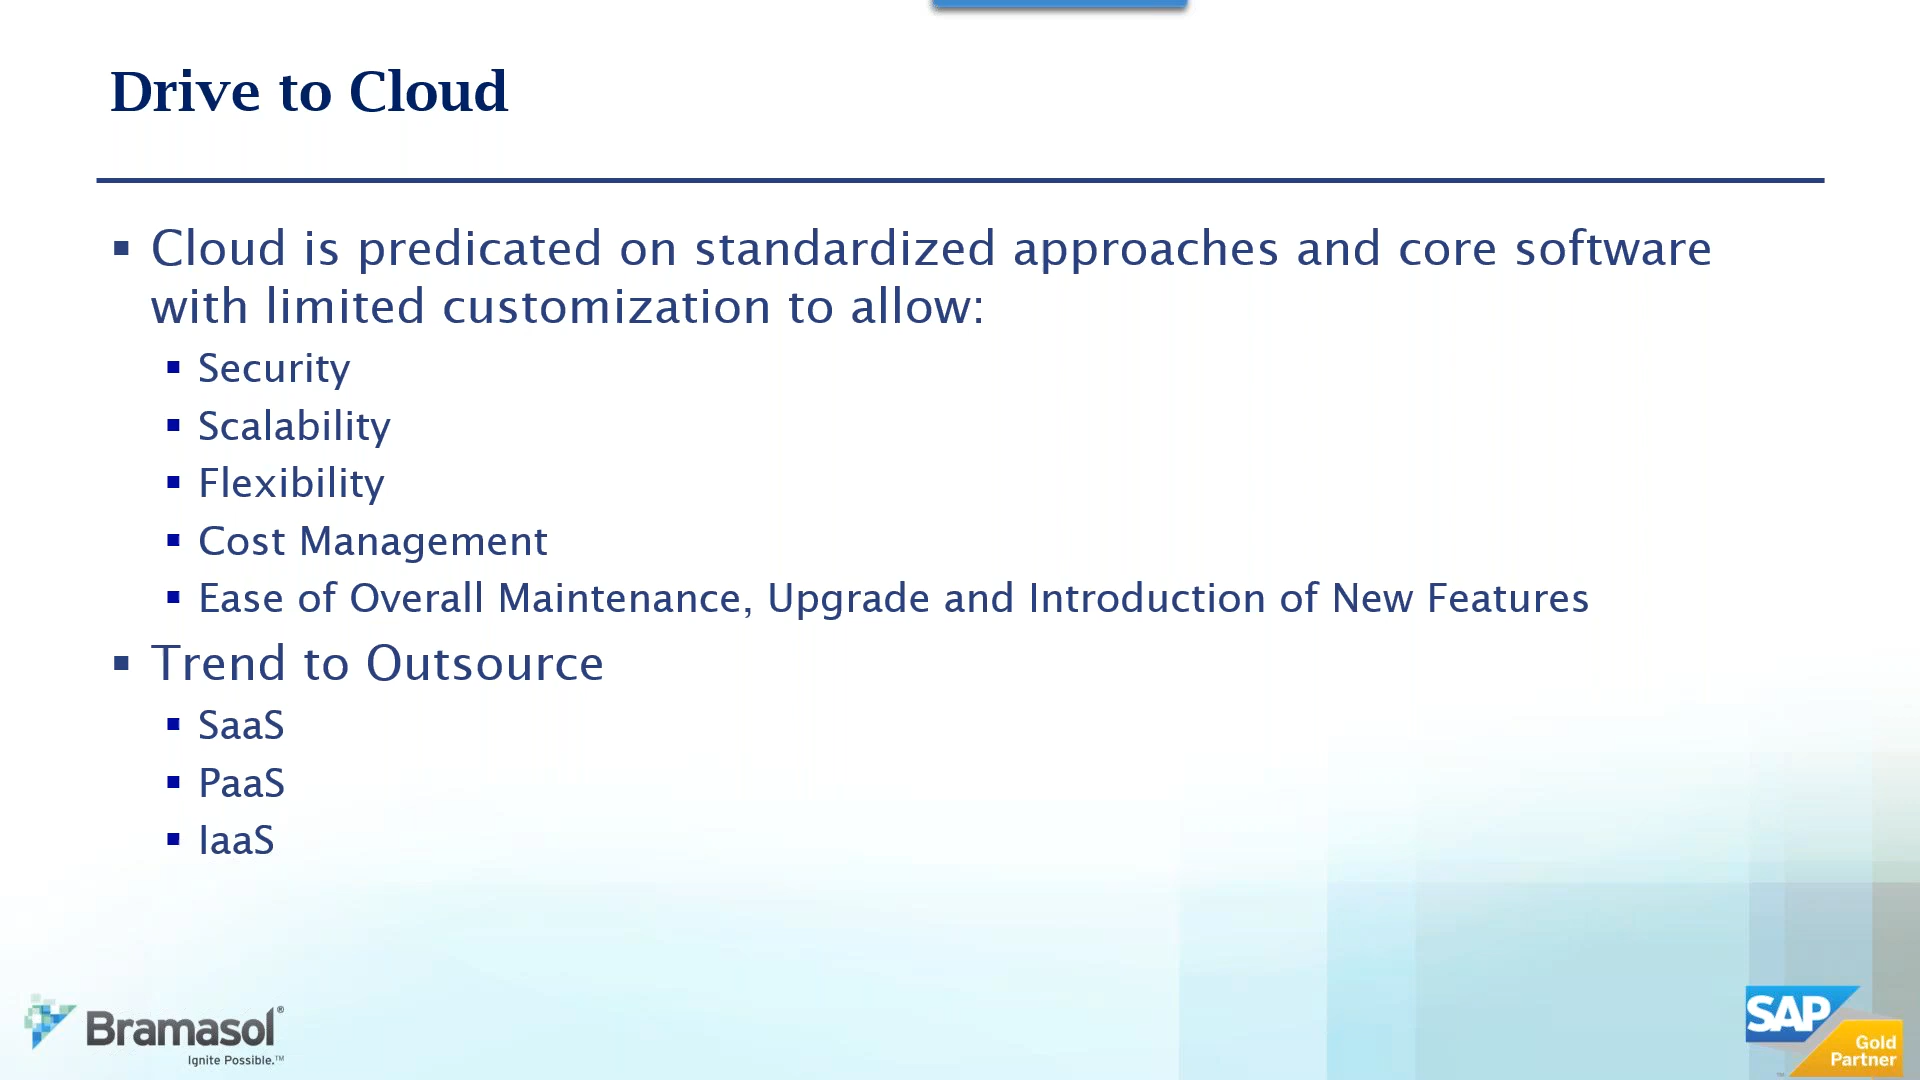 Drive to Cloud
▪ Cloud is predicated on standardized approaches and core software
with limited customization to allow:
▪ Security
▪ Scalability
▪ Flexibility
▪ Cost Management
▪ Ease of Overall Maintenance, Upgrade and Introduction of New Features
▪ Trend to Outsource
▪ SaaS
▪ PaaS
▪ IaaS
Bramasol®
Ignite Possible.™
SAP
Gold
Partner
™